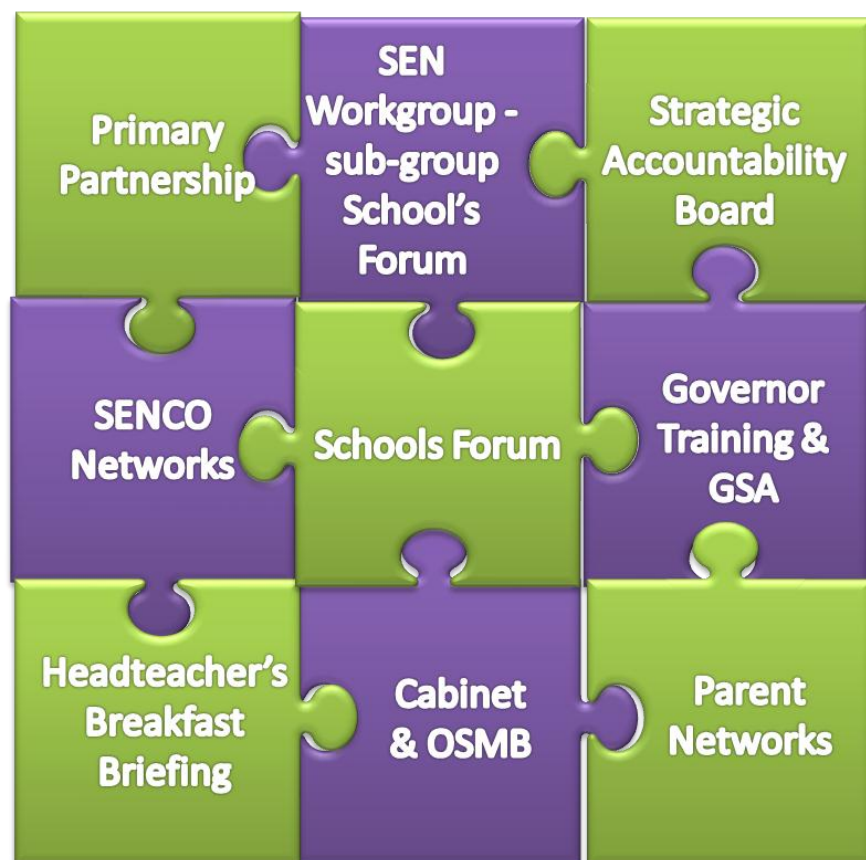 Primary
Partnership
SEN
Workgroup -
sub-group
School's
Forum
Strategic
Accountability
Board
SENCO
Networks
Schools Forum
Governor
Training &
GSA
Headteacher's
Breakfast
Briefing
Cabinet
& OSMB
Parent
Networks